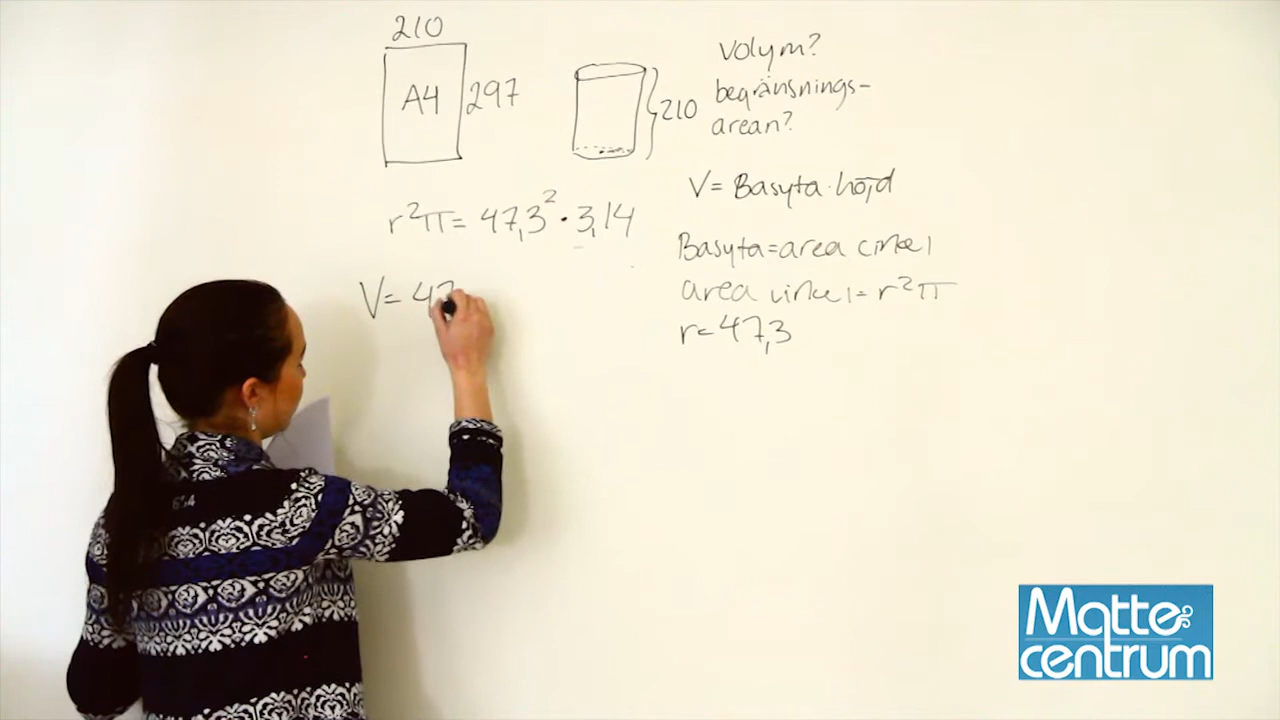 210
A4
297
210
volym?
begränsnings-
arean?
V= Basyta·höjd
r²π= 47,3²·3,14
Basyta=area cirkel
area cirkel=r²π
r=47,3
V= 47
Matte
centrum